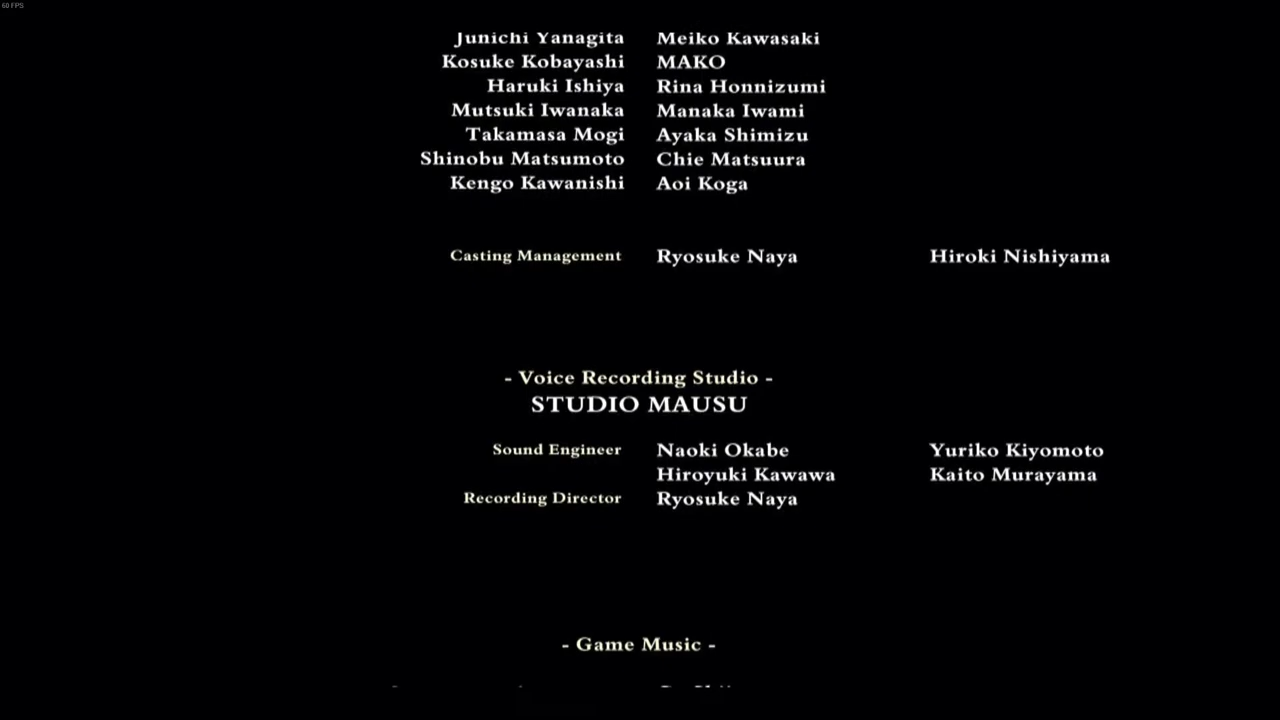 60 FPS
Junichi Yanagita Meiko Kawasaki
Kosuke Kobayashi MAKO
Haruki Ishiya Rina Honnizumi
Mutsuki Iwanaka Manaka Iwami
Takamasa Mogi Ayaka Shimizu
Shinobu Matsumoto Chie Matsuura
Kengo Kawanishi Aoi Koga
Casting Management Ryosuke Naya Hiroki Nishiyama
- Voice Recording Studio -
STUDIO MAUSU
Sound Engineer Naoki Okabe Yuriko Kiyomoto
Hiroyuki Kawawa Kaito Murayama
Recording Director Ryosuke Naya
- Game Music -